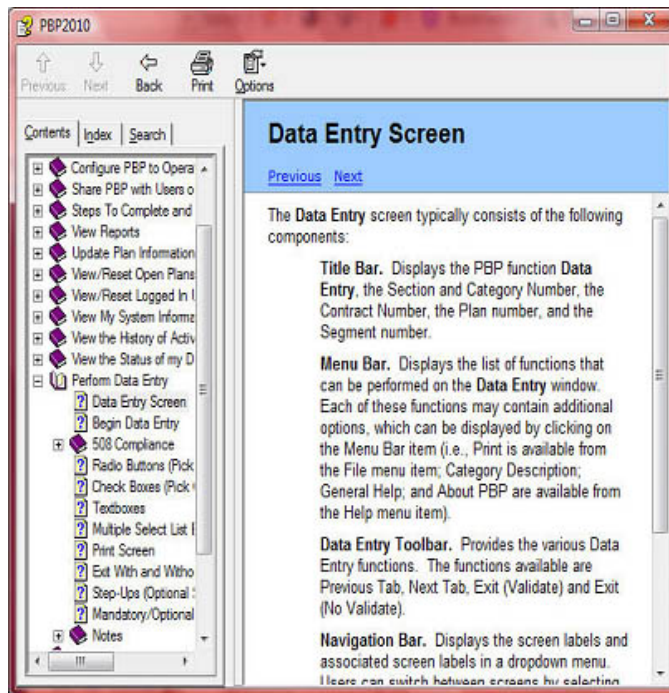 PBP2010
Previous Next Back Print Options
Contents Index Search
Configure PBP to Opera
Share PBP with Users o
Steps To Complete and
View Reports
Update Plan Information
View/Reset Open Plans
View/Reset Logged In
View My System Informa
View the History of Activ
View the Status of my D
Perform Data Entry
Data Entry Screen
Begin Data Entry
508 Compliance
Radio Buttons (Pick
Check Boxes (Pick
Textboxes
Multiple Select List
Print Screen
Exit With and Witho
Step-Ups (Optional
Mandatory/Optional
Notes
Data Entry Screen
Previous Next
The Data Entry screen typically consists of the following
components:
Title Bar. Displays the PBP function Data
Entry, the Section and Category Number, the
Contract Number, the Plan number, and the
Segment number.
Menu Bar. Displays the list of functions that
can be performed on the Data Entry window.
Each of these functions may contain additional
options, which can be displayed by clicking on
the Menu Bar item (i.e., Print is available from
the File menu item; Category Description;
General Help; and About PBP are available from
the Help menu item).
Data Entry Toolbar. Provides the various Data
Entry functions. The functions available are
Previous Tab, Next Tab, Exit (Validate) and Exit
(No Validate).
Navigation Bar. Displays the screen labels and
associated screen labels in a dropdown menu.
Users can switch between screens by selecting